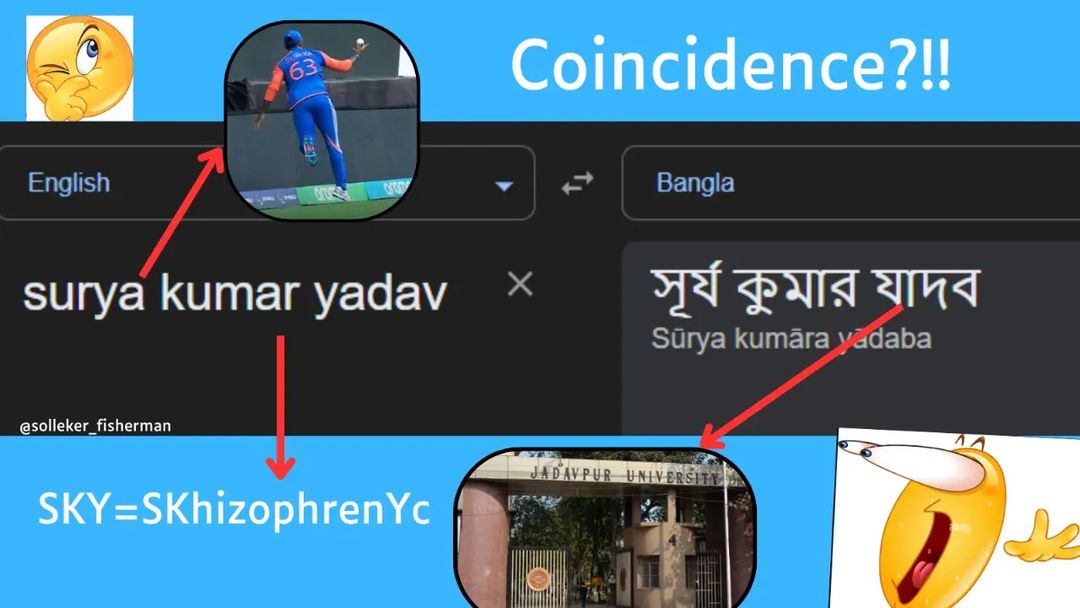 Coincidence?!!
SURYA
63
English
Bangla
surya kumar yadav
সূর্য কুমার যাদব
Sūrya kumāra yādaba
@solleker_fisherman
SKY=SKhizophrenYc
JADAVPUR UNIVERSITY